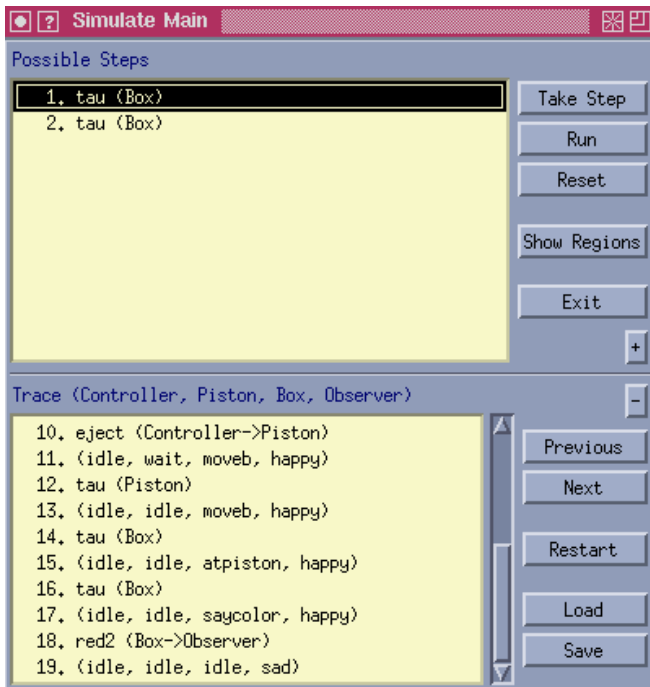 ? Simulate Main
Possible Steps
1. tau (Box)
2. tau (Box)
Take Step
Run
Reset
Show Regions
Exit
+
Trace (Controller, Piston, Box, Observer)
-
10. eject (Controller->Piston)
11. (idle, wait, moveb, happy)
12. tau (Piston)
13. (idle, idle, moveb, happy)
14. tau (Box)
15. (idle, idle, atpiston, happy)
16. tau (Box)
17. (idle, idle, saycolor, happy)
18. red2 (Box->Observer)
19. (idle, idle, idle, sad)
Previous
Next
Restart
Load
Save